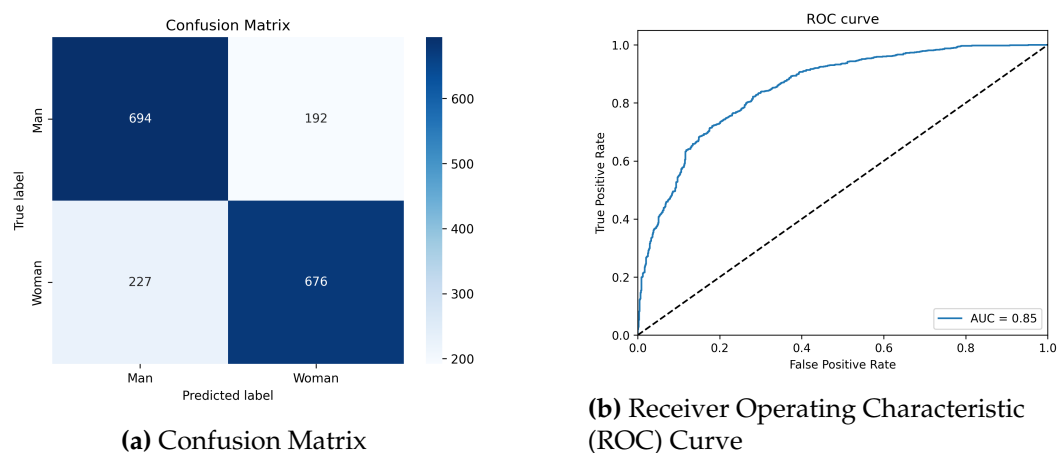 Confusion Matrix
Man
694
192
Woman
227
676
True label
Man
Woman
Predicted label
600
500
400
300
200
(a) Confusion Matrix
ROC curve
1.0
0.8
0.6
0.4
0.2
0.0
True Positive Rate
AUC = 0.85
0.0
0.2
0.4
0.6
0.8
1.0
False Positive Rate
(b) Receiver Operating Characteristic
(ROC) Curve